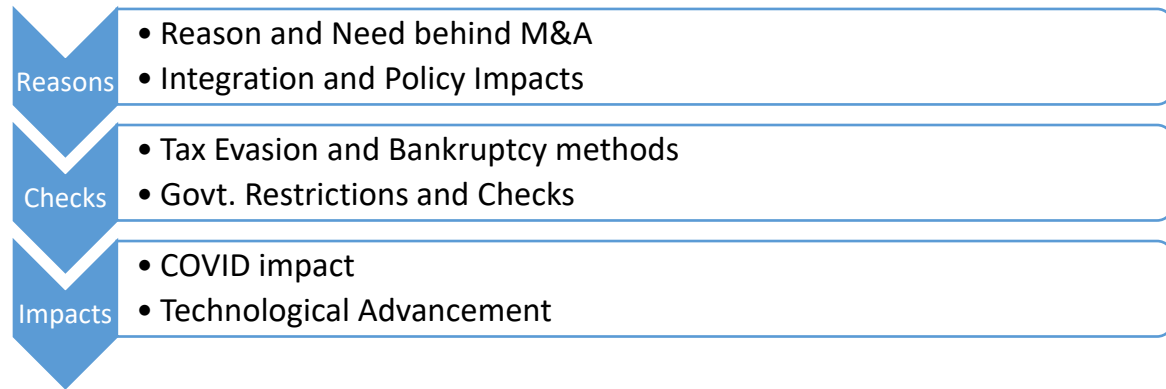 Reasons
• Reason and Need behind M&A
• Integration and Policy Impacts
Checks
• Tax Evasion and Bankruptcy methods
• Govt. Restrictions and Checks
Impacts
• COVID impact
• Technological Advancement